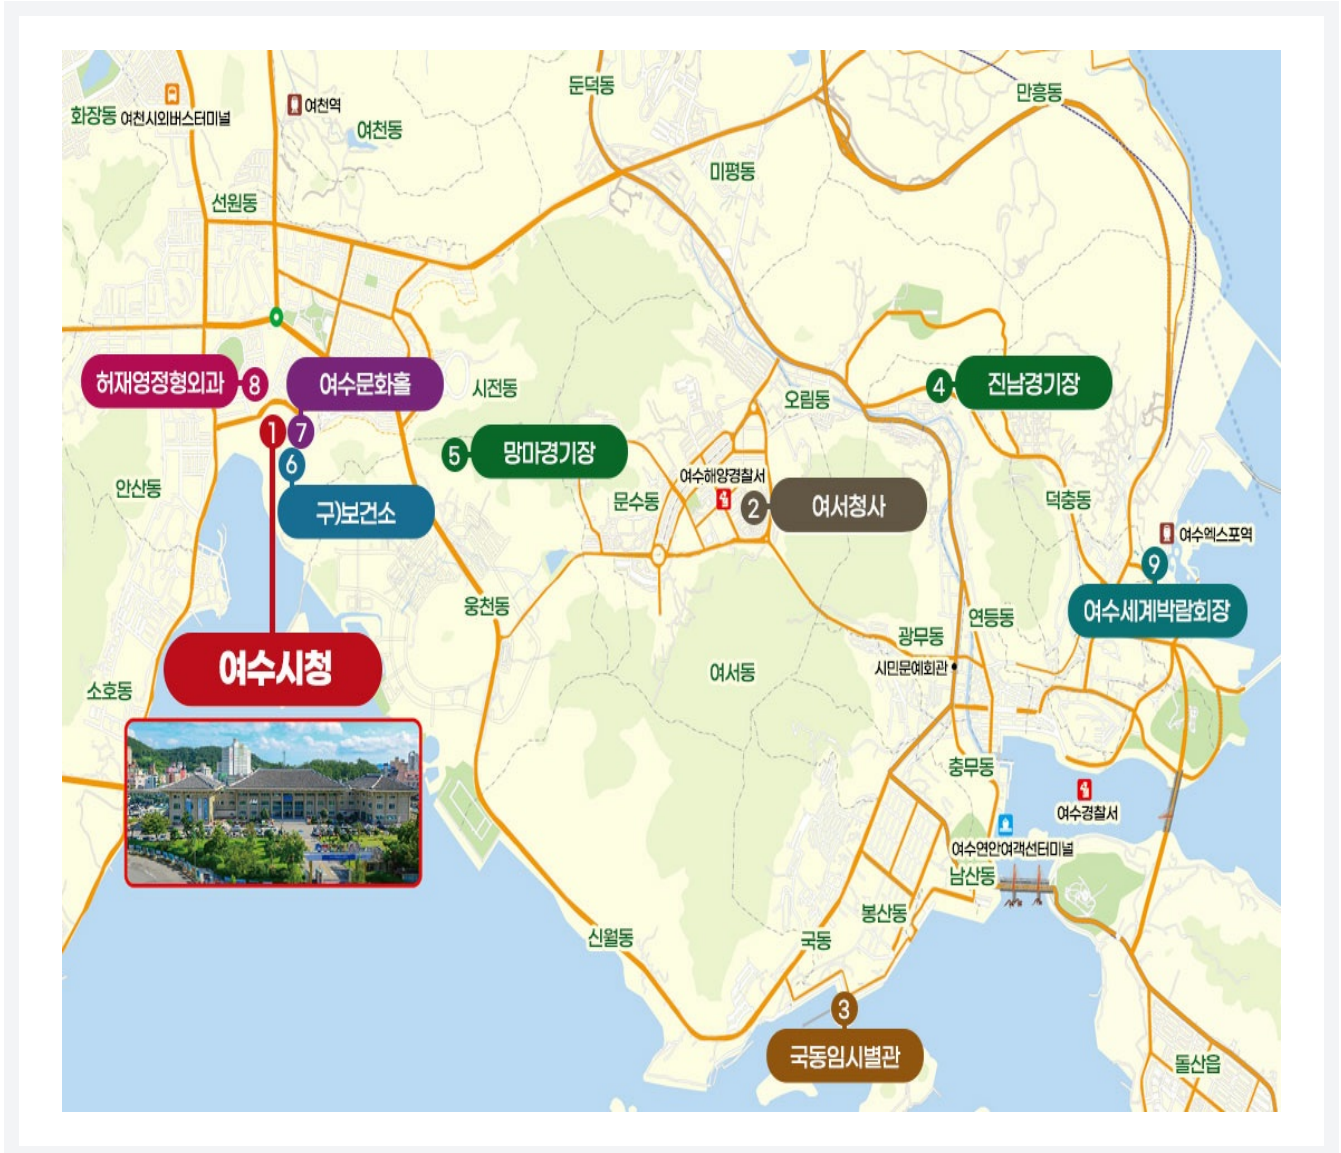 둔덕동
만흥동
화장동
여천시외버스터미널
여천역
여천동
미평동
선원동
허재영정형외과
8
여수문화홀
시전동
오림동
4
진남경기장
1
7
5
망마경기장
6
여수해양경찰서
안산동
문수동
2
여서청사
덕충동
구)보건소
여수엑스포역
9
웅천동
여수세계박람회장
연등동
광무동
여수시청
시민문예회관
여서동
소호동
충무동
여수경찰서
여수연안여객선터미널
남산동
봉산동
신월동
국동
3
국동임시별관
돌산읍